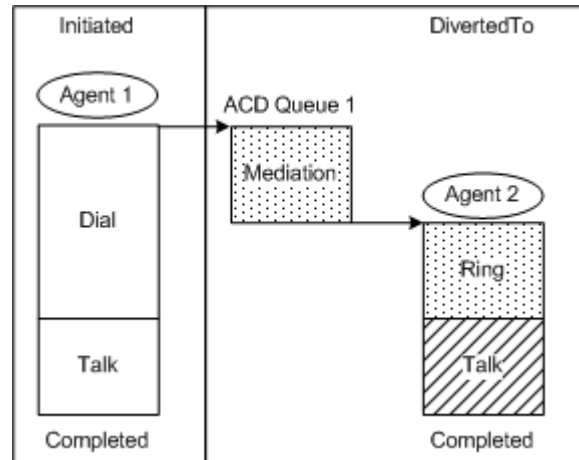 Initiated
DivertedTo
Agent 1
ACD Queue 1
Mediation
Agent 2
Dial
Ring
Talk
Talk
Completed
Completed